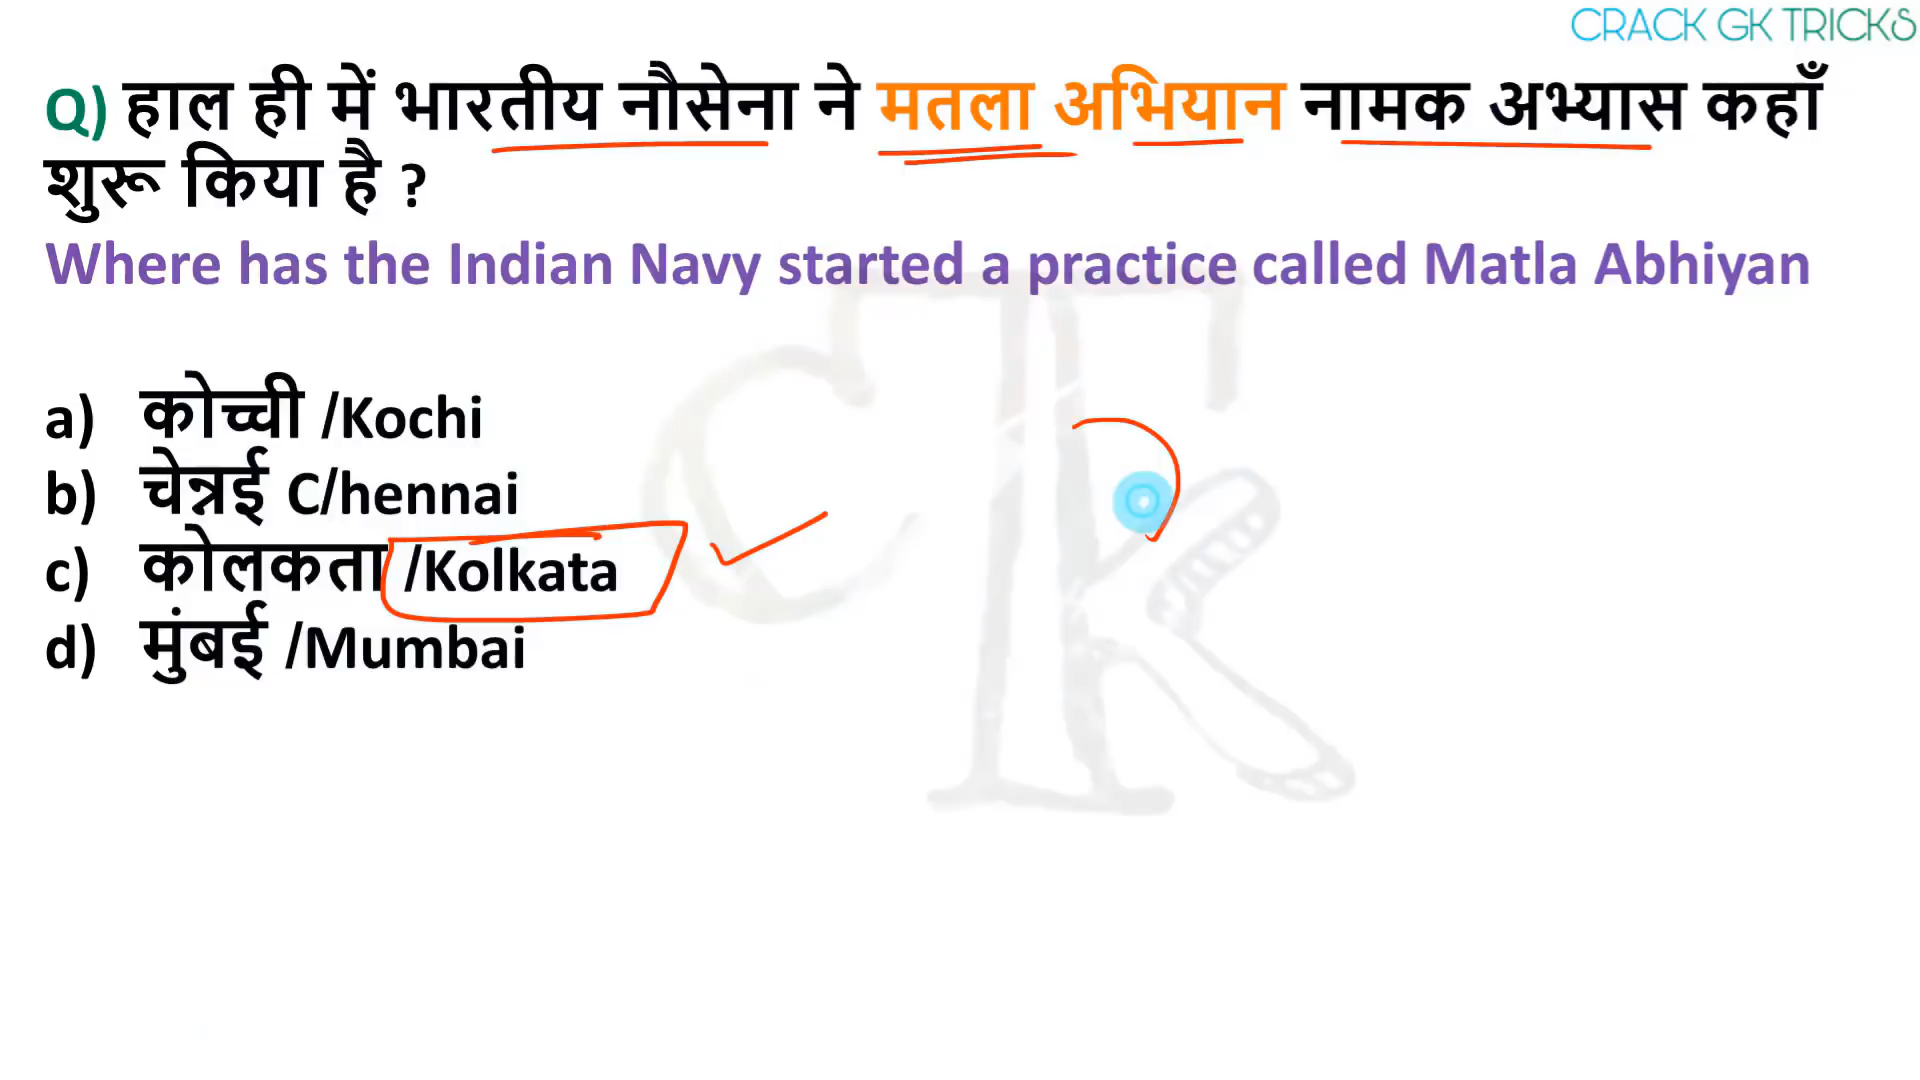 CRACK GK TRICKS
Q) हाल ही में भारतीय नौसेना ने मतला अभियान नामक अभ्यास कहाँ
शुरू किया है ?
Where has the Indian Navy started a practice called Matla Abhiyan
a) कोच्ची /Kochi
b) चेन्नई C/hennai
c) कोलकता /Kolkata
d) मुंबई /Mumbai